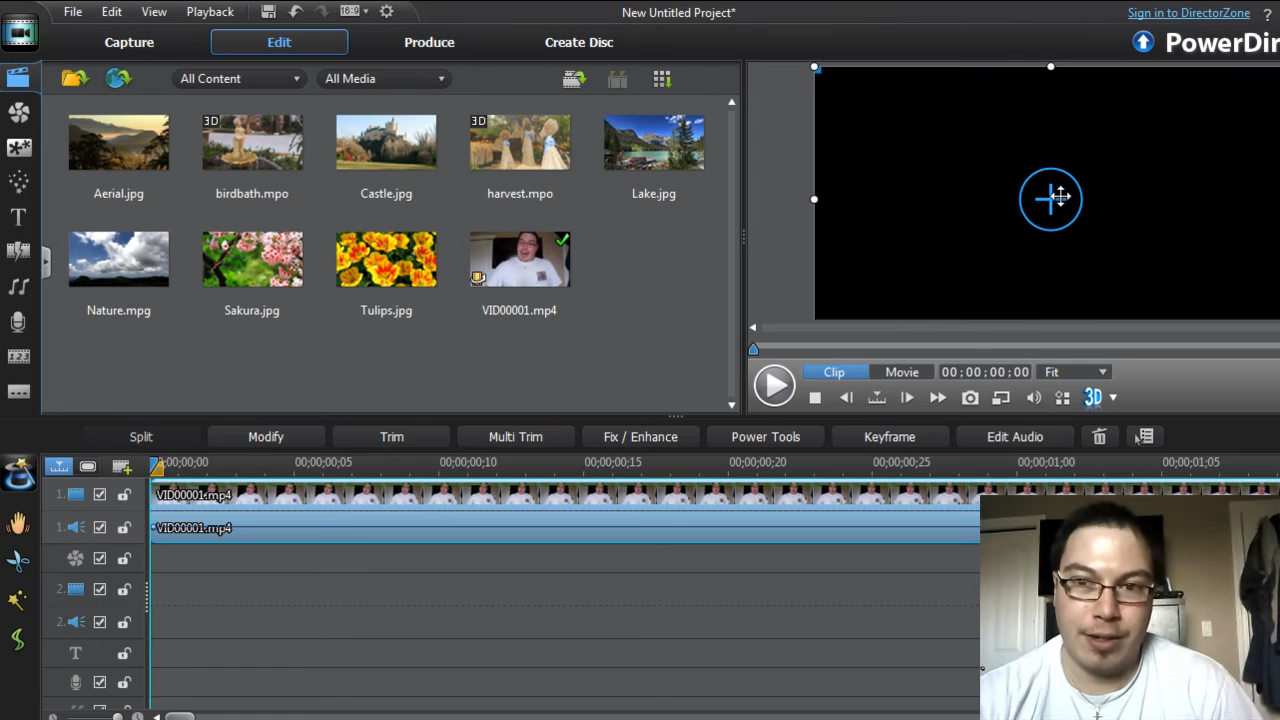 File Edit View Playback 16:9 New Untitled Project* Sign in to DirectorZone ?
Capture Edit Produce Create Disc PowerDir
All Content All Media
3D 3D
Aerial.jpg birdbath.mpo Castle.jpg harvest.mpo Lake.jpg
Nature.mpg Sakura.jpg Tulips.jpg VID00001.mp4
Clip Movie 00;00;00;00 Fit
3D
Split Modify Trim Multi Trim Fix / Enhance Power Tools Keyframe Edit Audio
00;00;00;00 00;00;00;05 00;00;00;10 00;00;00;15 00;00;00;20 00;00;00;25 00;00;01;00 00;00;01;05
1. VID00001.mp4
1. VID00001.mp4
2.
2.